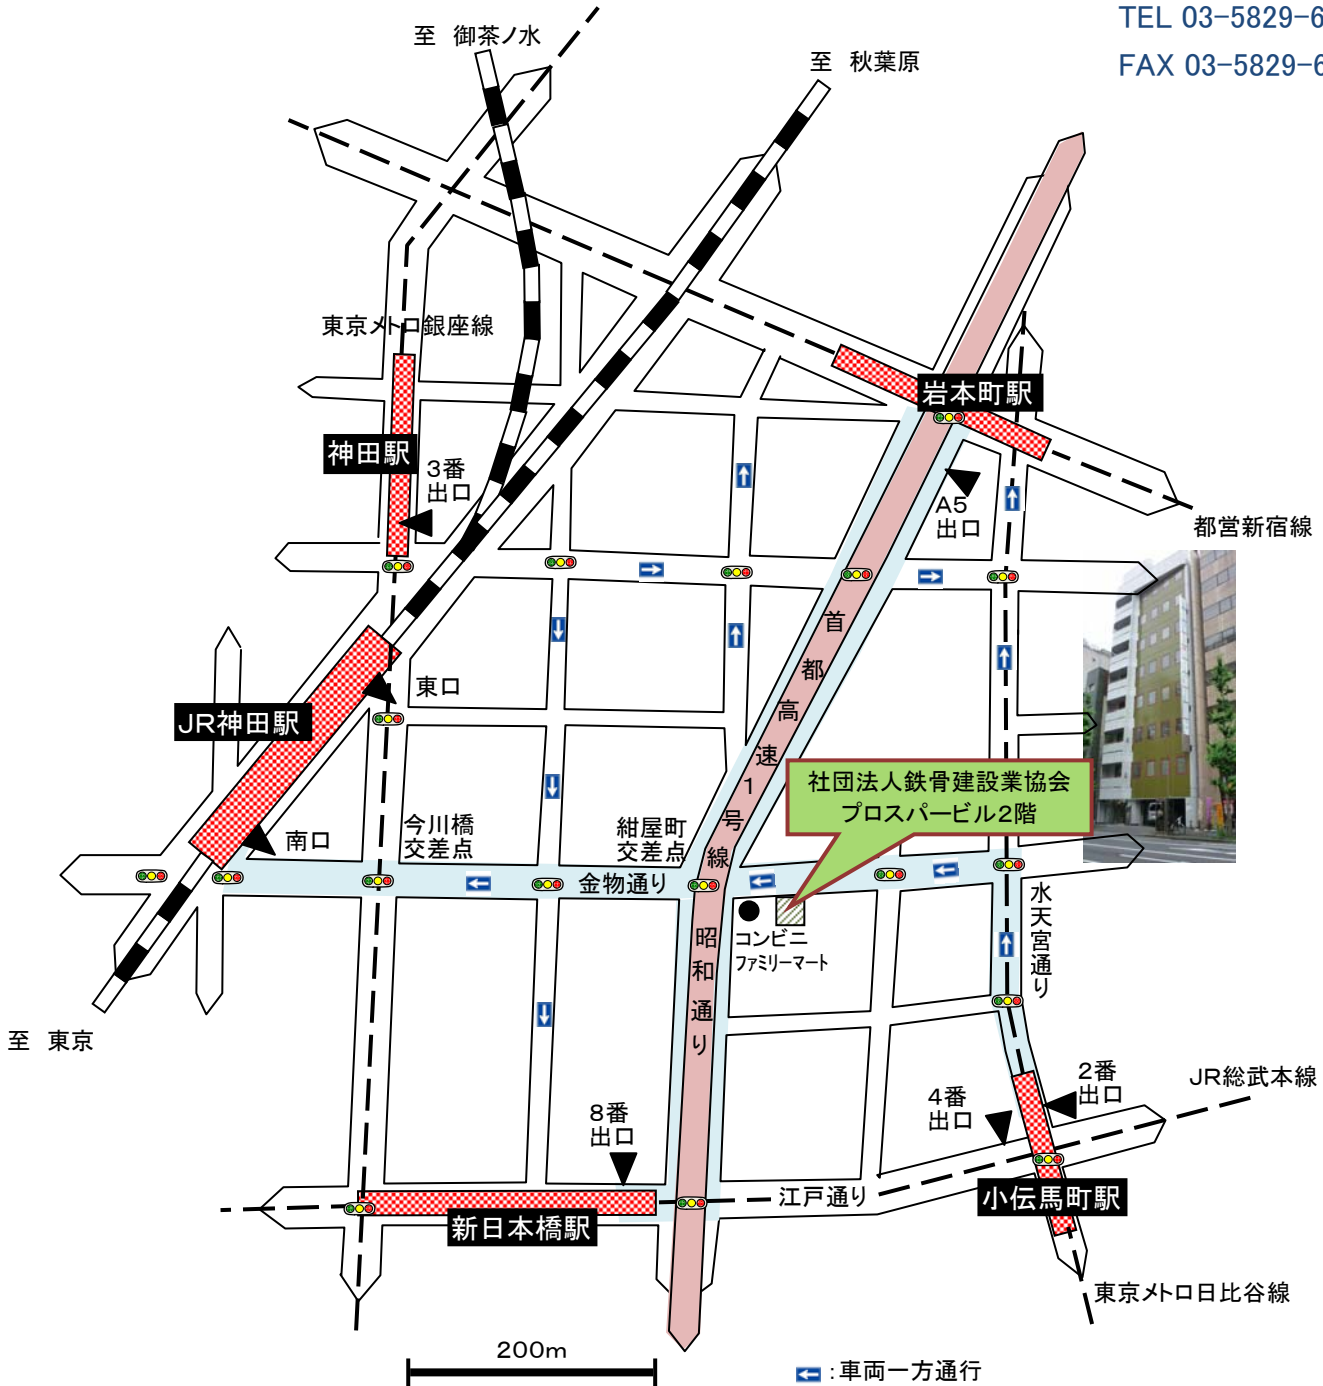 TEL 03-5829-6
FAX 03-5829-6
至 御茶ノ水
至 秋葉原
東京メトロ銀座線
岩本町駅
神田駅
3番
出口
A5
出口
都営新宿線
首都高速1号線
東口
JR神田駅
社団法人鉄骨建設業協会
プロスパービル2階
今川橋
交差点
紺屋町
交差点
南口
金物通り
水天宮通り
昭和通り
コンビニ
ファミリーマート
至 東京
2番
出口
JR総武本線
4番
出口
8番
出口
江戸通り
小伝馬町駅
新日本橋駅
東京メトロ日比谷線
200m
:車両一方通行